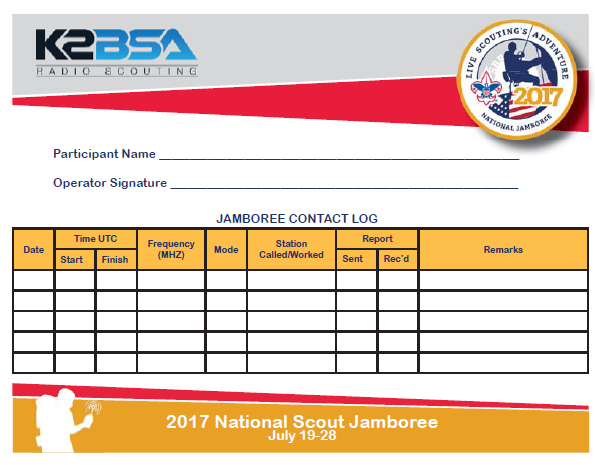 K2BSA
RADIO SCOUTING
LIVE SCOUTING'S ADVENTURE
2017
NATIONAL JAMBOREE
Participant Name
Operator Signature
JAMBOREE CONTACT LOG
Date
Time UTC
Start Finish
Frequency
(MHZ)
Mode
Station
Called/Worked
Report
Sent Rec'd
Remarks
2017 National Scout Jamboree
July 19-28